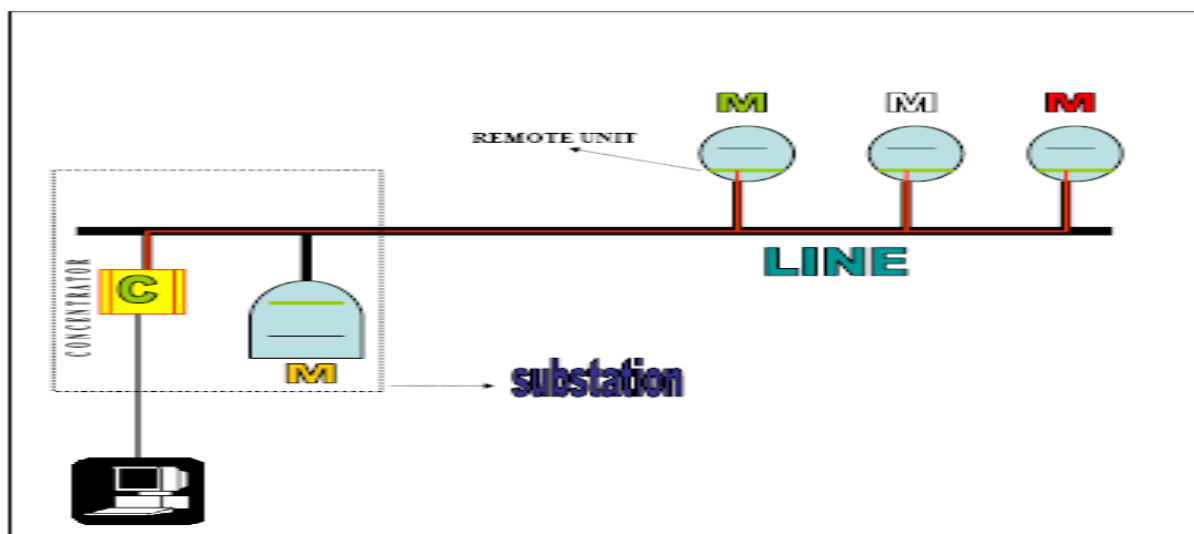 M M M
REMOTE UNIT
LINE
CONCENTRATOR
C
M
substation